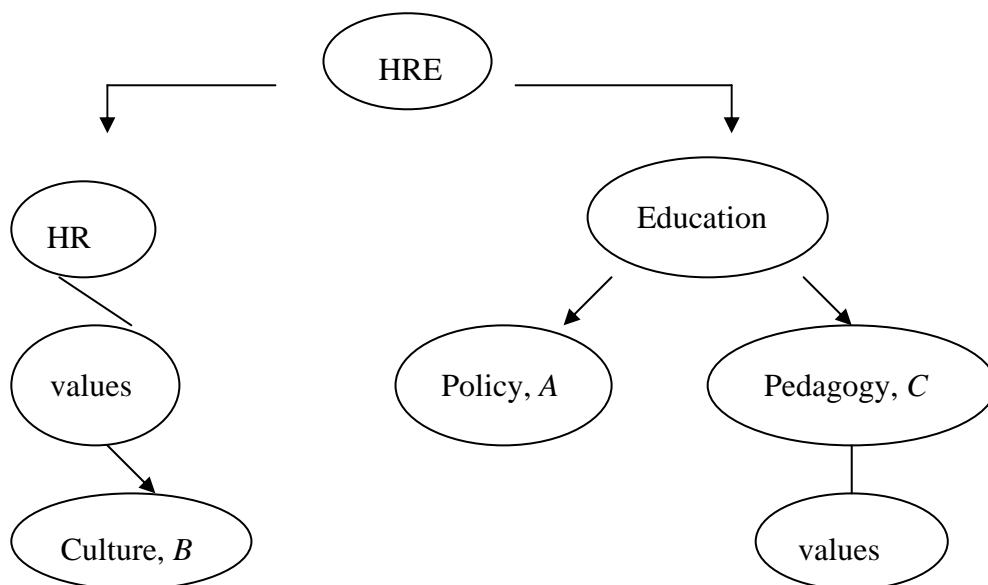 HRE
HR
Education
values
Policy, A
Pedagogy, C
Culture, B
values